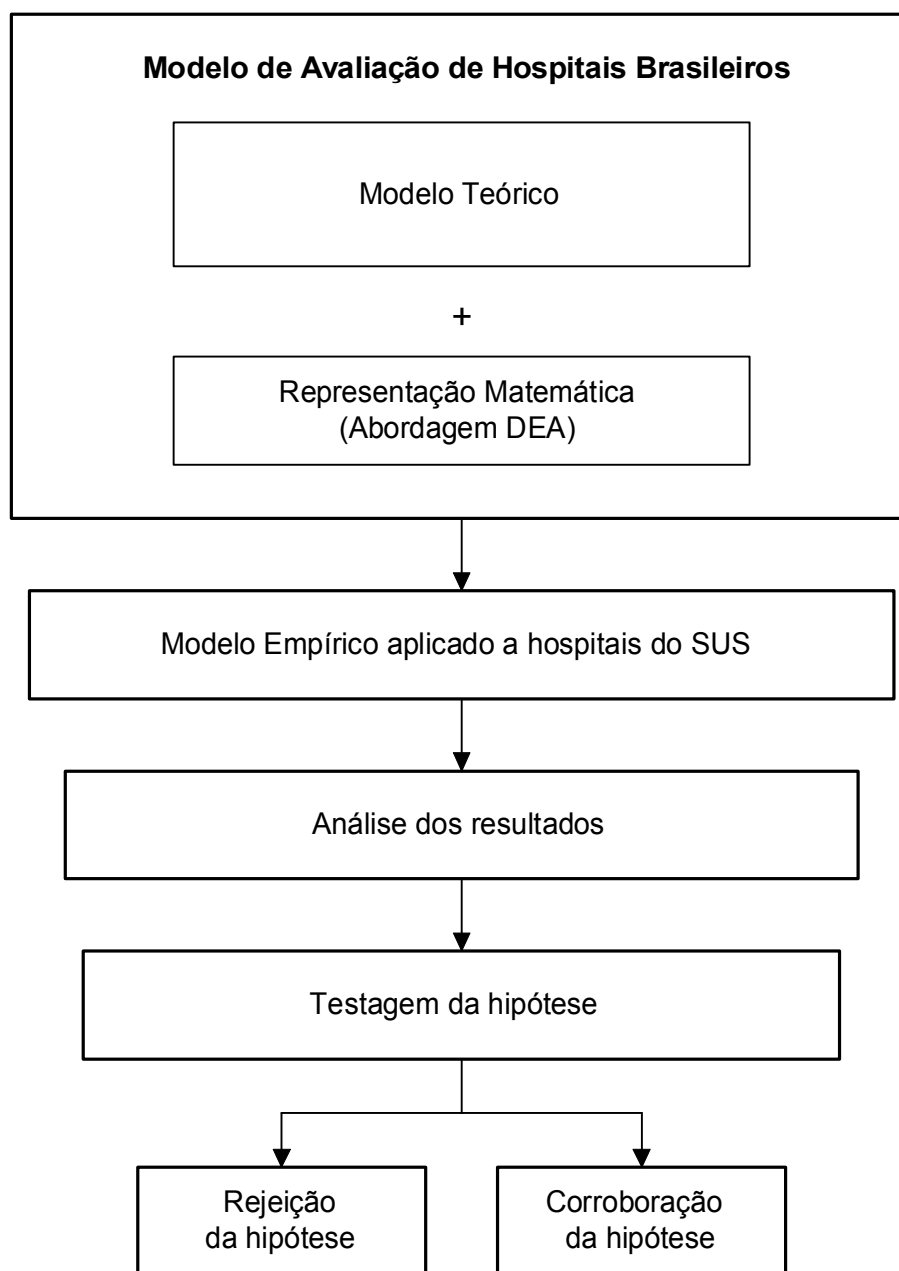 Modelo de Avaliação de Hospitais Brasileiros
Modelo Teórico
+
Representação Matemática
(Abordagem DEA)
Modelo Empírico aplicado a hospitais do SUS
Análise dos resultados
Testagem da hipótese
Rejeição
da hipótese
Corroboração
da hipótese